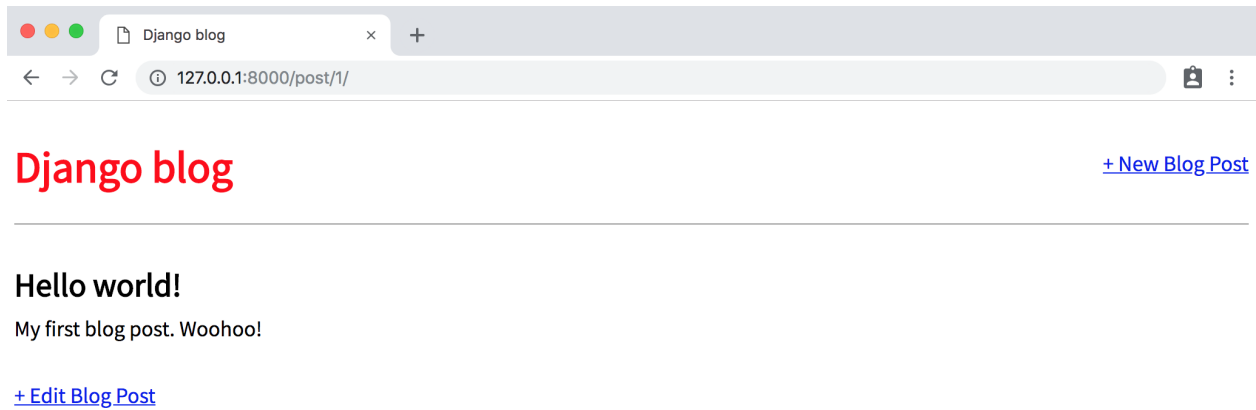 Django blog
127.0.0.1:8000/post/1/
Django blog
+ New Blog Post
Hello world!
My first blog post. Woohoo!
+ Edit Blog Post